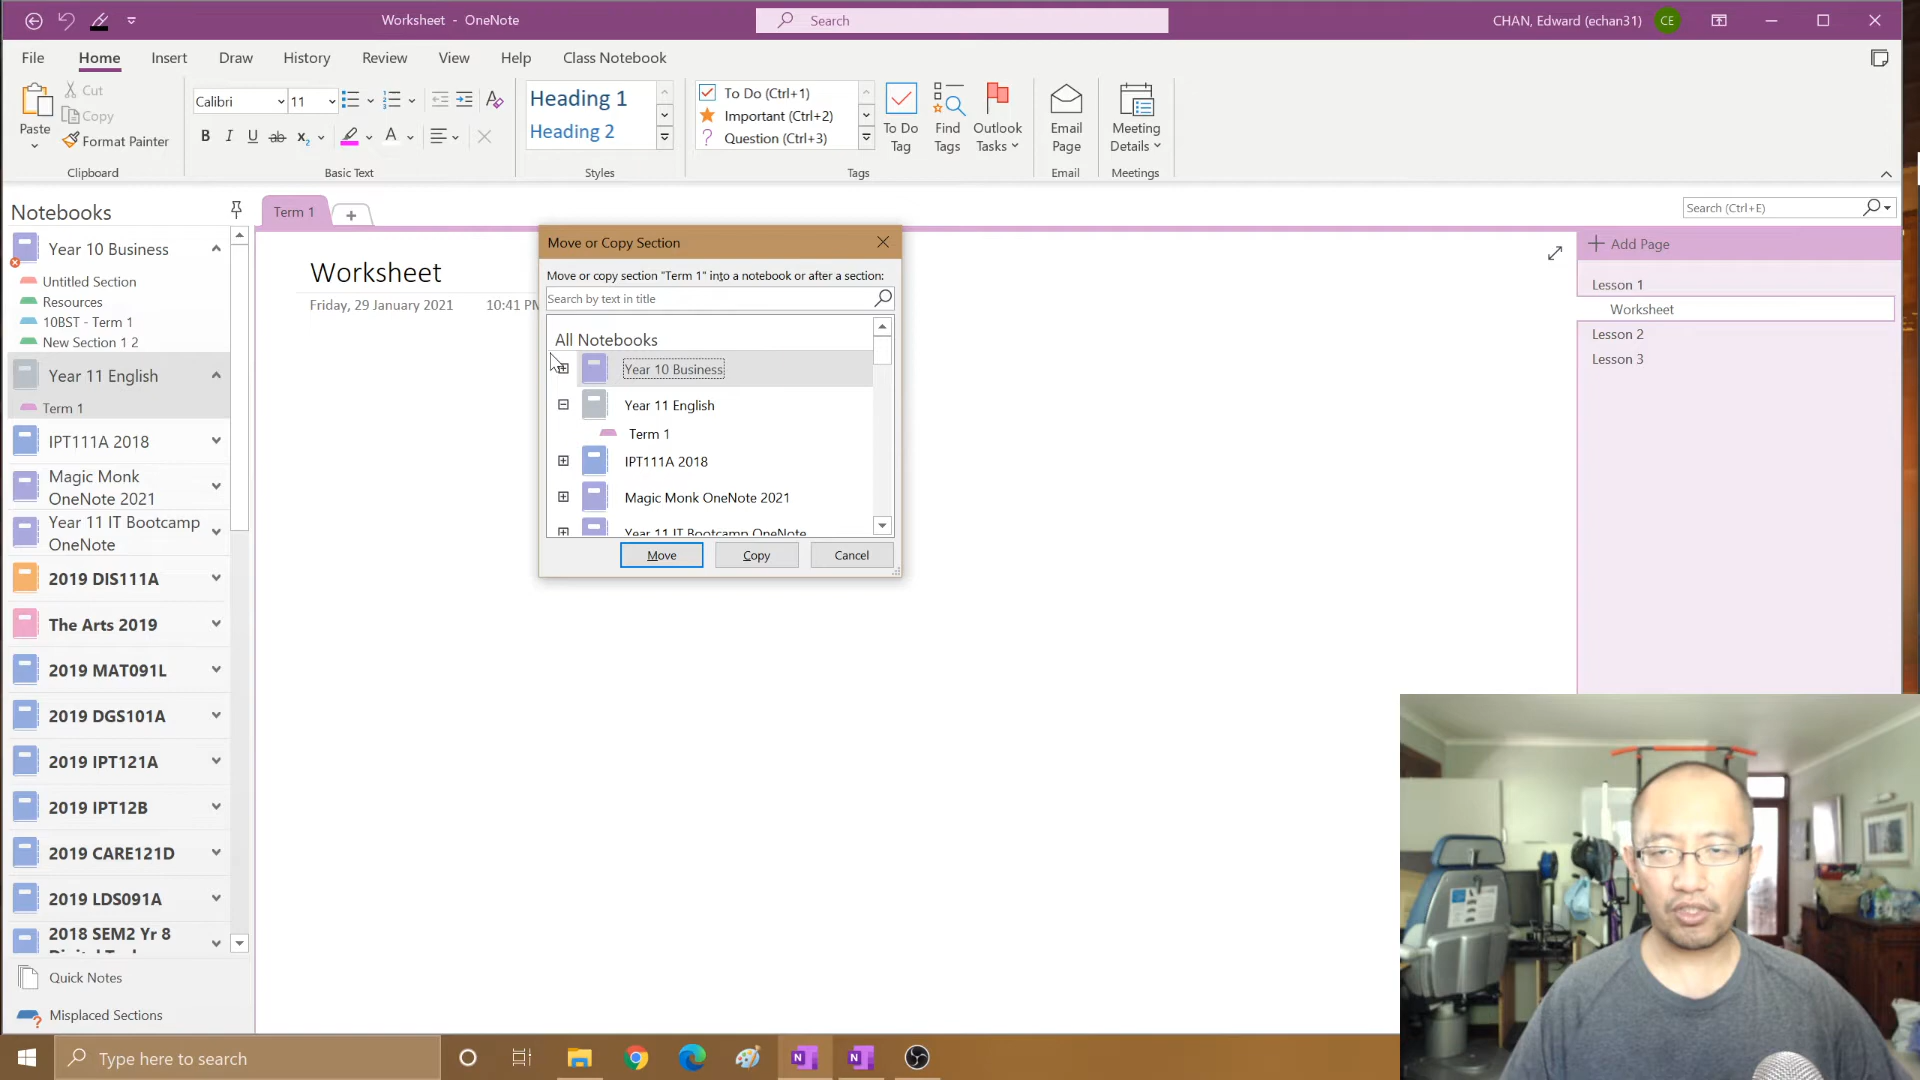 Worksheet - OneNote
Search
CHAN, Edward (echan31)
CE
File Home Insert Draw History Review View Help Class Notebook
Paste
Cut
Copy
Format Painter
Clipboard
Calibri 11
B I U ab x₂ A A
Basic Text
Heading 1
Heading 2
Styles
To Do (Ctrl+1)
Important (Ctrl+2)
Question (Ctrl+3)
Tags
To Do Tag
Find Tags
Outlook Tasks
Email Page
Email
Meeting Details
Meetings
Notebooks
Year 10 Business
Untitled Section
Resources
10BST - Term 1
New Section 1 2
Year 11 English
Term 1
IPT111A 2018
Magic Monk
OneNote 2021
Year 11 IT Bootcamp
OneNote
2019 DIS111A
The Arts 2019
2019 MAT091L
2019 DGS101A
2019 IPT121A
2019 IPT12B
2019 CARE121D
2019 LDS091A
2018 SEM2 Yr 8
Quick Notes
Misplaced Sections
Term 1
Search (Ctrl+E)
Worksheet
Friday, 29 January 2021 10:41 PM
Move or Copy Section
Move or copy section "Term 1" into a notebook or after a section:
Search by text in title
All Notebooks
Year 10 Business
Year 11 English
Term 1
IPT111A 2018
Magic Monk OneNote 2021
Year 11 IT Bootcamp OneNote
Move Copy Cancel
Add Page
Lesson 1
Worksheet
Lesson 2
Lesson 3
Type here to search